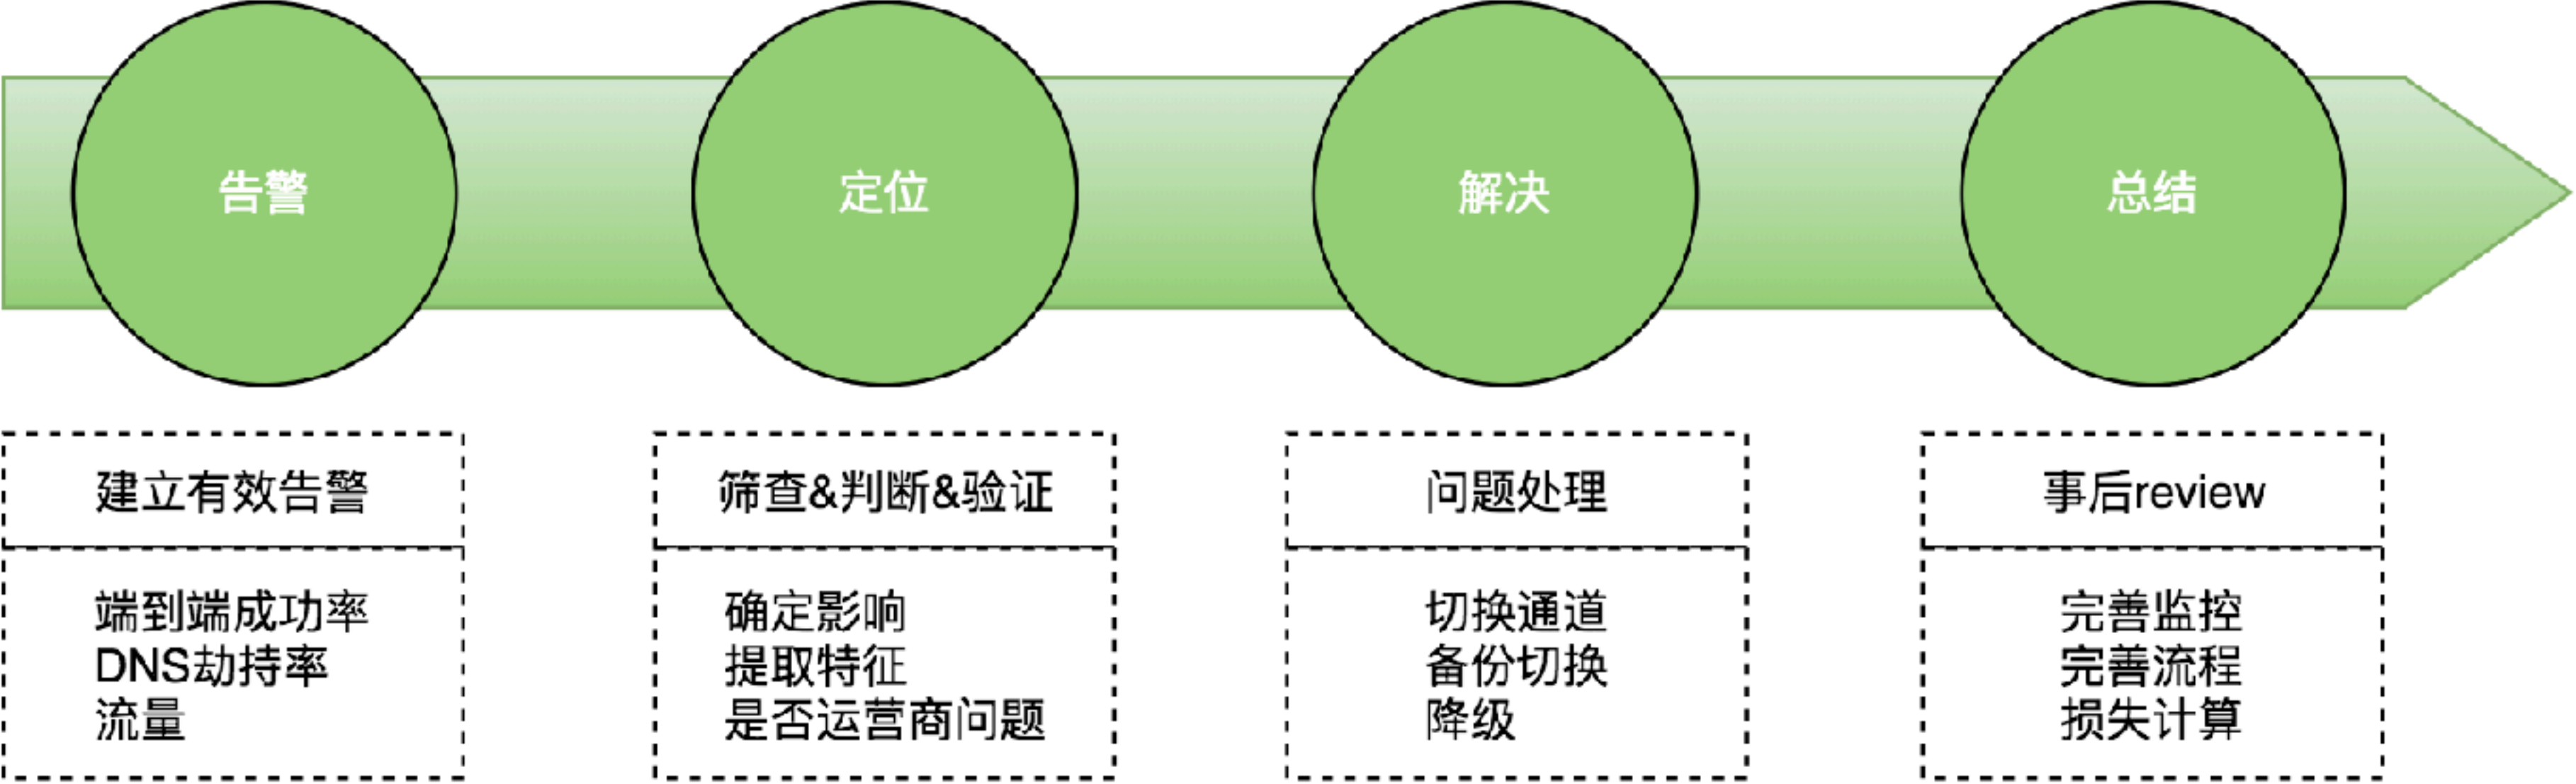 告警
定位
解决
总结
建立有效告警
端到端成功率
DNS劫持率
流量
筛查&判断&验证
确定影响
提取特征
是否运营商问题
问题处理
切换通道
备份切换
降级
事后review
完善监控
完善流程
损失计算